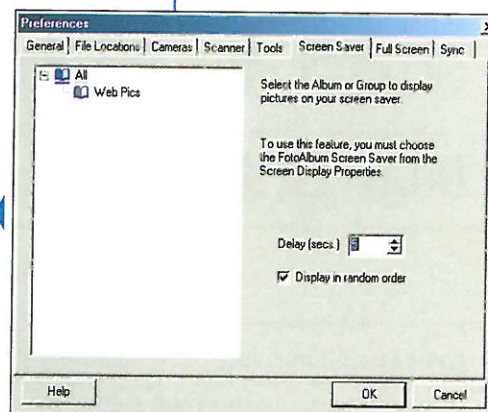 Preferences
General File Locations Cameras Scanner Tools Screen Saver Full Screen Sync
All
Web Pics
Select the Album or Group to display
pictures on your screen saver.
To use this feature, you must choose
the FotoAlbum Screen Saver from the
Screen Display Properties.
Delay (secs.)
Display in random order
Help OK Cancel